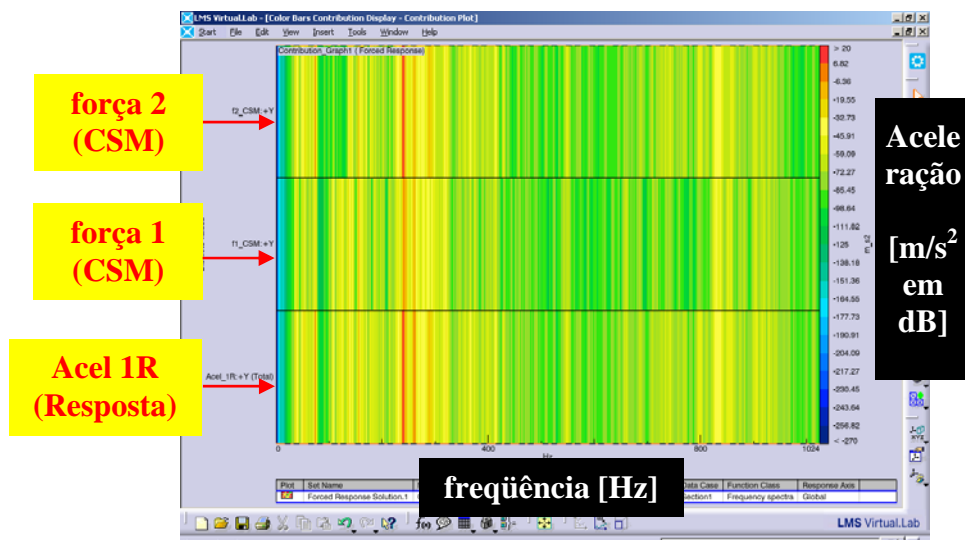 LMS Virtual.Lab - [Color Bars Contribution Display - Contribution Plot]
Start File Edit View Insert Tools Window Help
Contribution_Graph1 (Forced Response)
força 2
(CSM)
f2_CSM:+Y
força 1
(CSM)
f1_CSM:+Y
Acel 1R
(Resposta)
Acel_1R:+Y (Total)
> 20
6.82
-6.36
-19.55
-32.73
-45.91
-59.09
-72.27
-85.45
-98.64
-111.82
-125
-138.18
-151.36
-164.55
-177.73
-190.91
-204.09
-217.27
-230.45
-243.64
-256.82
< -270
m_s2
Acele
ração
[m/s²
em
dB]
0 400 800 1024
Hz
freqüência [Hz]
Plot Set Name Data Case Function Class Response Axis
Forced Response Solution.1 Section1 Frequency spectra Global
f(x)
XYZ
LMS Virtual.Lab